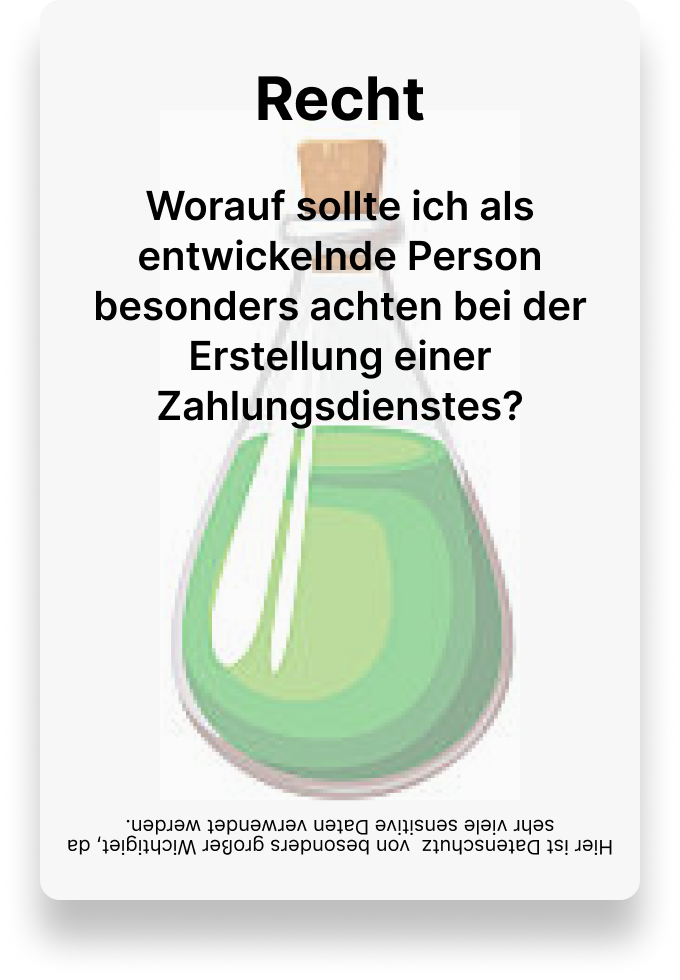 Recht
Worauf sollte ich als
entwickelnde Person
besonders achten bei der
Erstellung einer
Zahlungsdienstes?
Hier ist Datenschutz  von besonders großer Wichtigiet, da
sehr viele sensitive Daten verwendet werden.